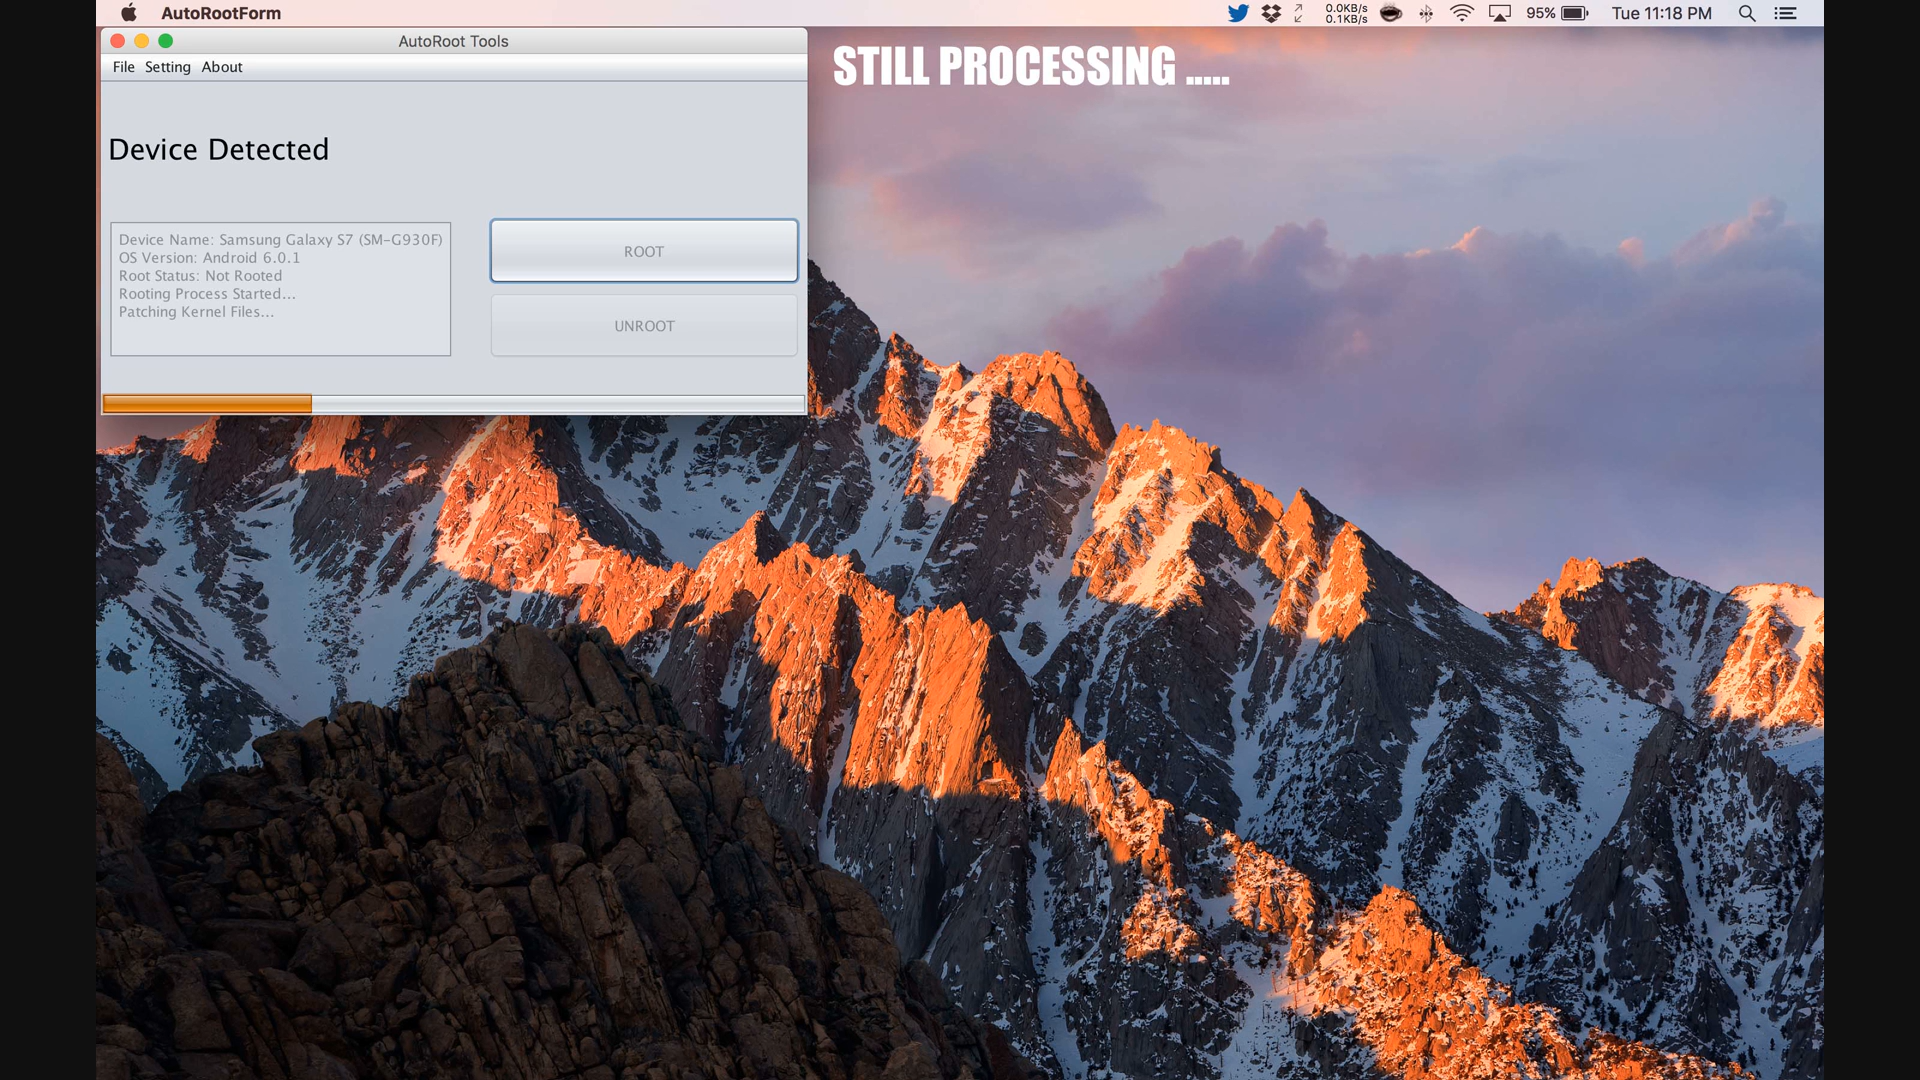 AutoRootForm
0.0KB/s
0.1KB/s
95%
Tue 11:18 PM
AutoRoot Tools
File Setting About
STILL PROCESSING .....
Device Detected
Device Name: Samsung Galaxy S7 (SM-G930F)
OS Version: Android 6.0.1
Root Status: Not Rooted
Rooting Process Started...
Patching Kernel Files...
ROOT
UNROOT